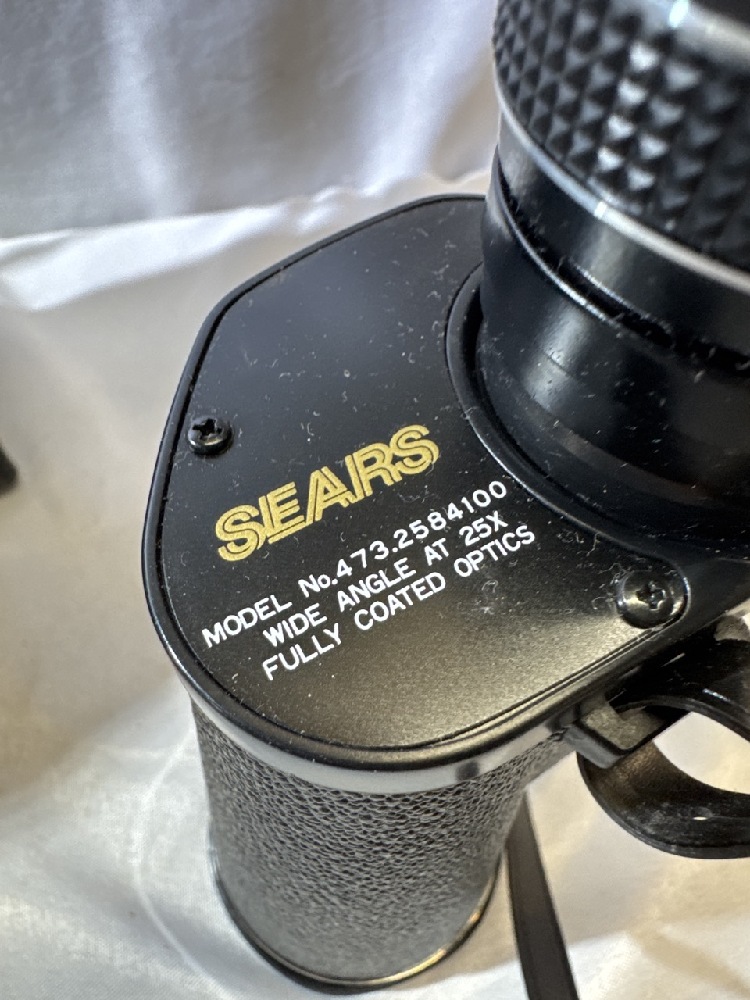 SEARS
MODEL No.473.2584100
WIDE ANGLE AT 25X
FULLY COATED OPTICS